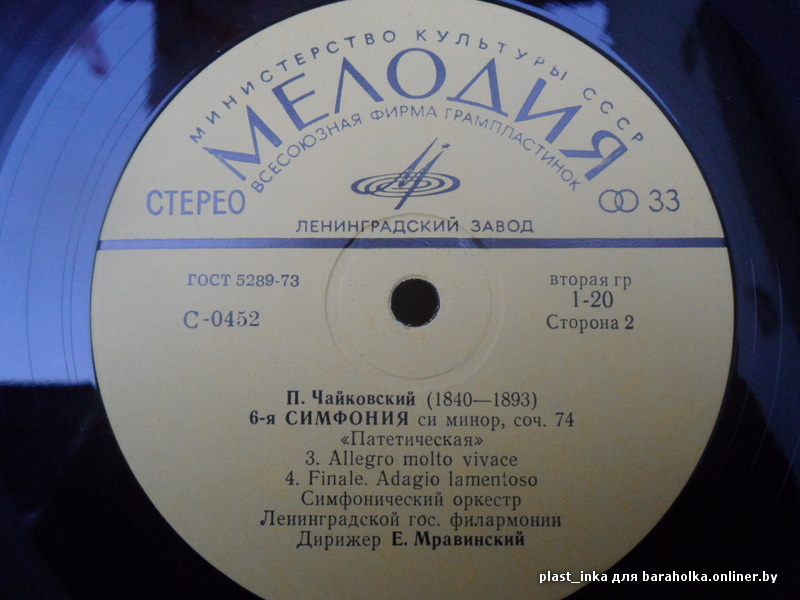 МИНИСТЕРСТВО КУЛЬТУРЫ СССР
МЕЛОДИЯ
ВСЕСОЮЗНАЯ ФИРМА ГРАМПЛАСТИНОК
СТЕРЕО
33
ЛЕНИНГРАДСКИЙ ЗАВОД
ГОСТ 5289-73
вторая гр
1-20
С-0452
Сторона 2
П. Чайковский (1840—1893)
6-я СИМФОНИЯ си минор, соч. 74
«Патетическая»
3. Allegro molto vivace
4. Finale. Adagio lamentoso
Симфонический оркестр
Ленинградской гос. филармонии
Дирижер Е. Мравинский
plast_inka для baraholka.onliner.by